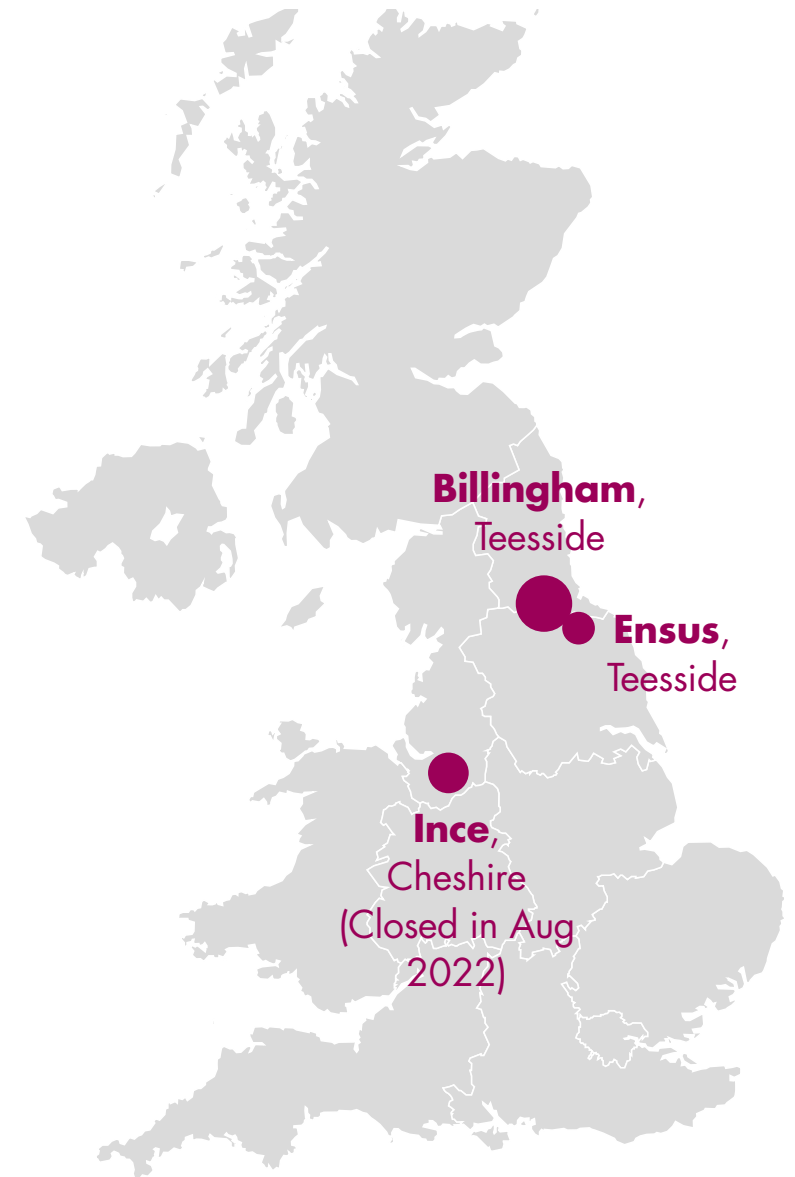 Billingham,
Teesside
Ensus,
Teesside
Ince,
Cheshire
(Closed in Aug
2022)